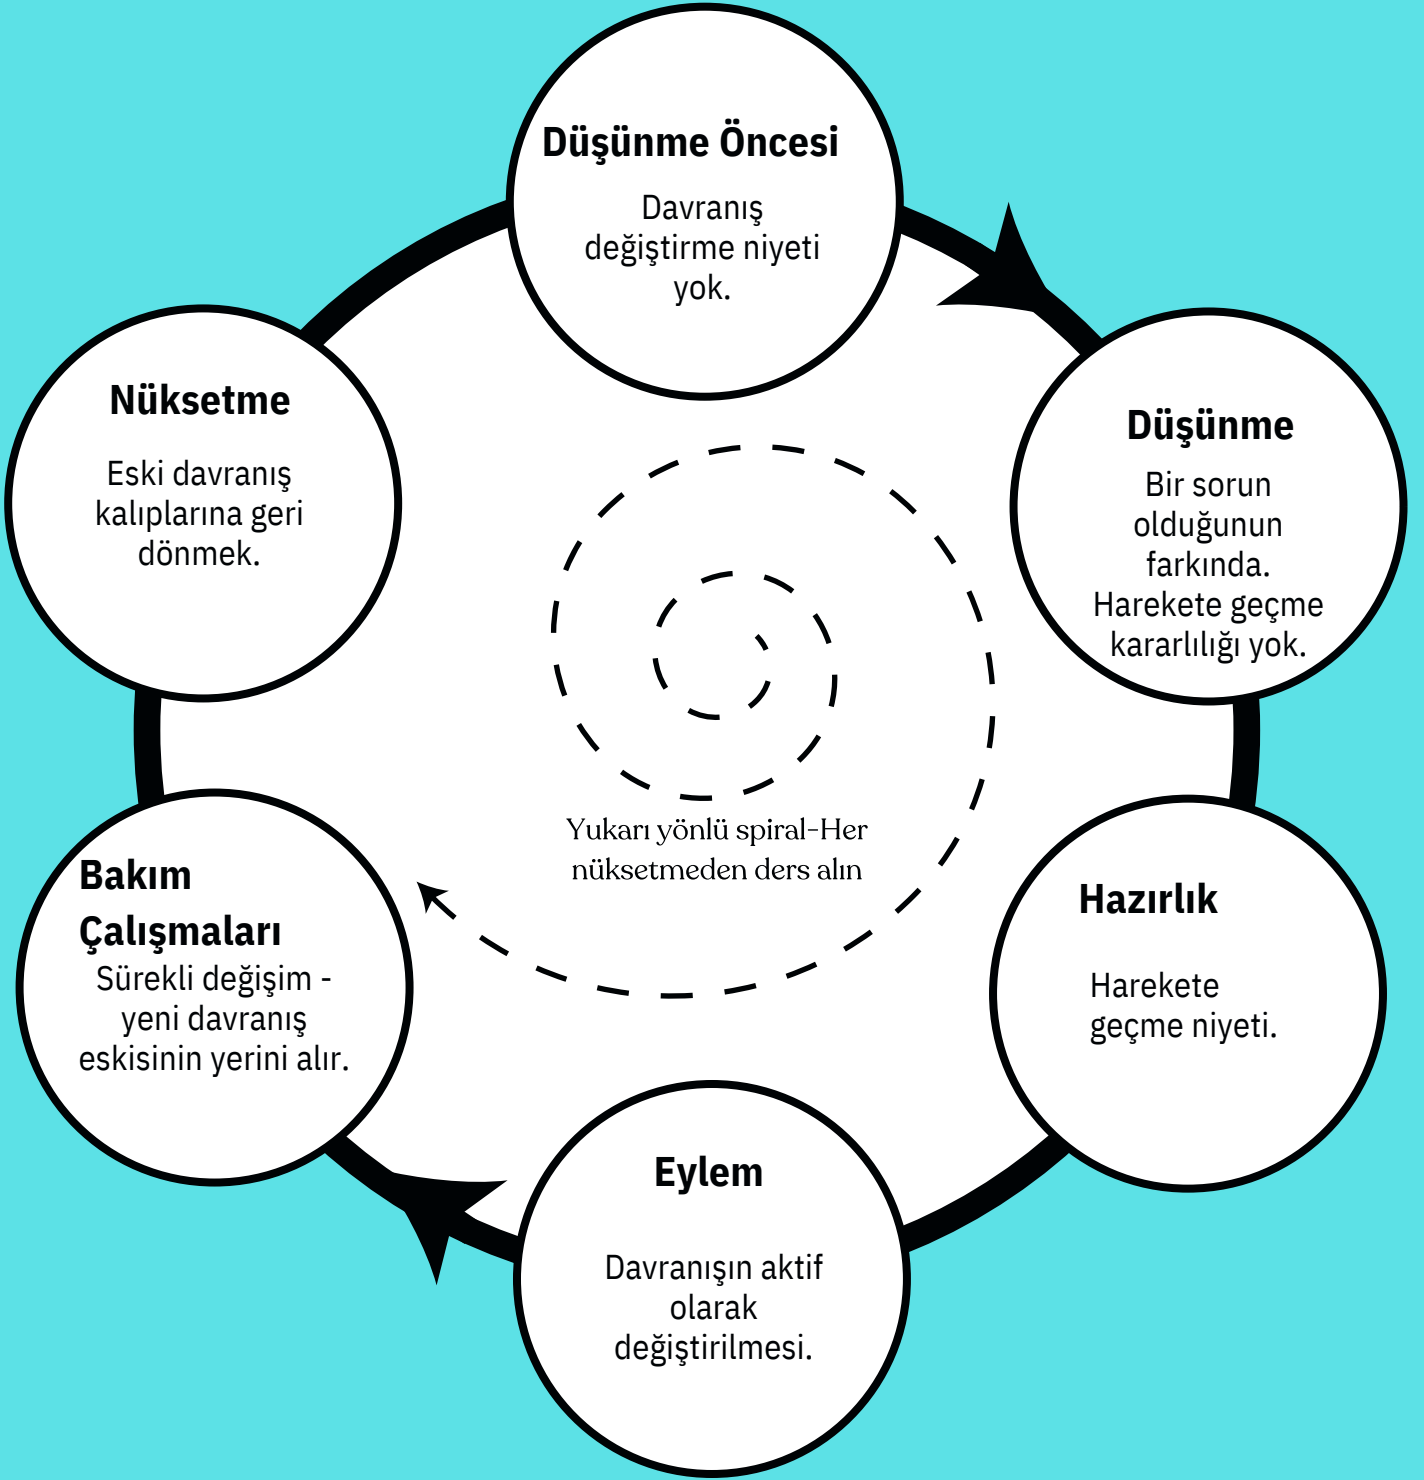 Düşünme Öncesi
Davranış
değiştirme niyeti
yok.
Düşünme
Bir sorun
olduğunun
farkında.
Harekete geçme
kararlılığı yok.
Hazırlık
Harekete
geçme niyeti.
Eylem
Davranışın aktif
olarak
değiştirilmesi.
Bakım
Çalışmaları
Sürekli değişim -
yeni davranış
eskisinin yerini alır.
Nüksetme
Eski davranış
kalıplarına geri
dönmek.
Yukarı yönlü spiral-Her
nüksetmeden ders alın